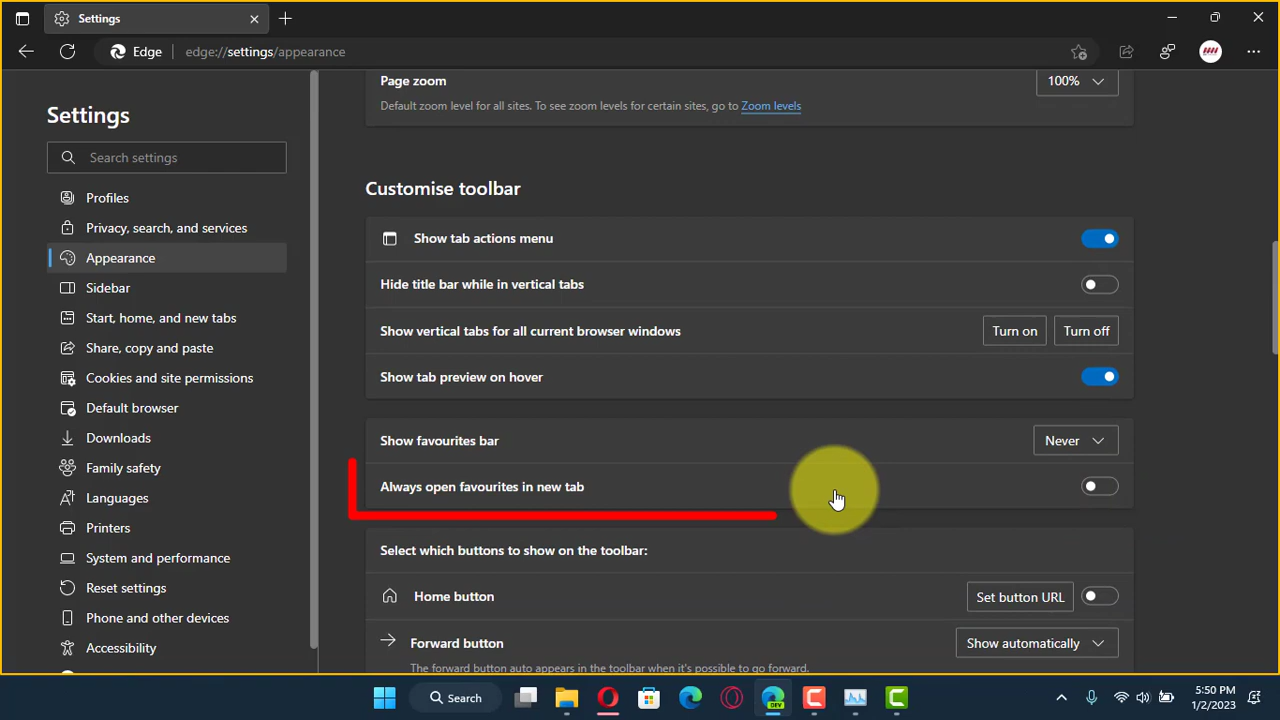 Settings
Edge
edge://settings/appearance
Settings
Search settings
Profiles
Privacy, search, and services
Appearance
Sidebar
Start, home, and new tabs
Share, copy and paste
Cookies and site permissions
Default browser
Downloads
Family safety
Languages
Printers
System and performance
Reset settings
Phone and other devices
Accessibility
Page zoom
100%
Default zoom level for all sites. To see zoom levels for certain sites, go to Zoom levels
Customise toolbar
Show tab actions menu
Hide title bar while in vertical tabs
Show vertical tabs for all current browser windows
Turn on
Turn off
Show tab preview on hover
Show favourites bar
Never
Always open favourites in new tab
Select which buttons to show on the toolbar:
Home button
Set button URL
Forward button
Show automatically
The forward button auto appears in the toolbar when it's possible to go forward.
Search
DEV
5:50 PM
1/2/2023